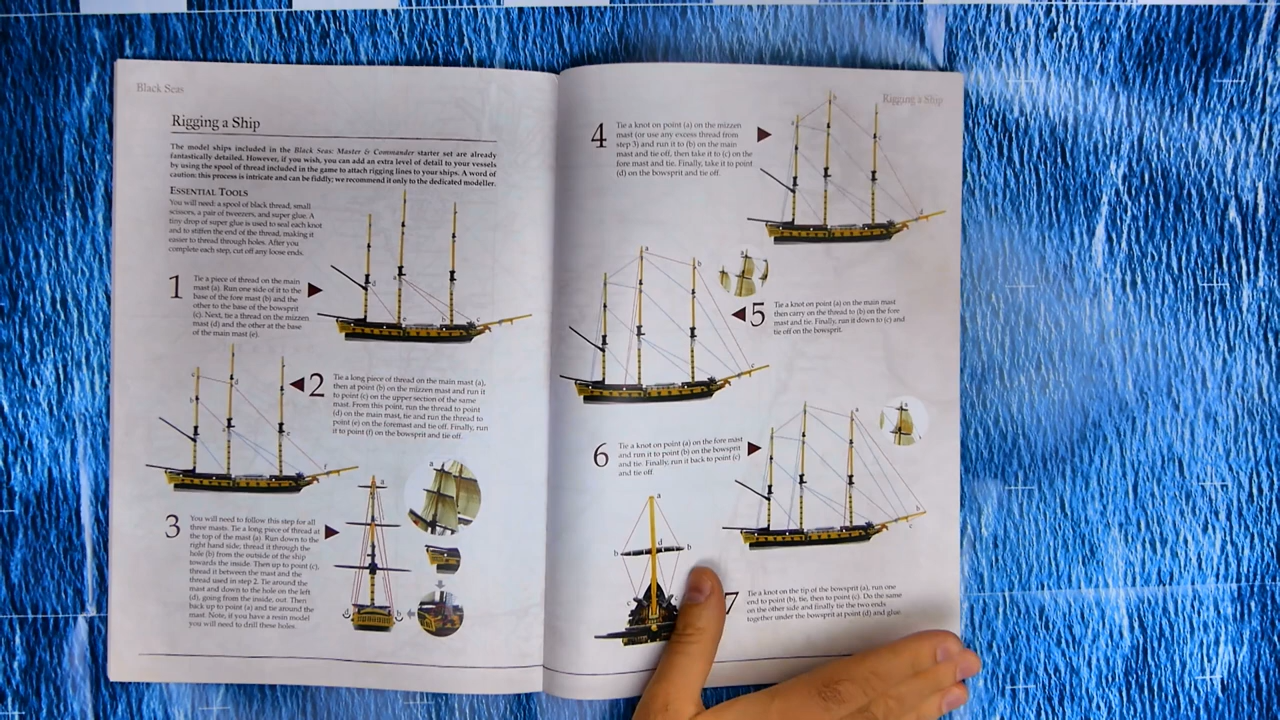 Black Seas
Rigging a Ship
The model ships included in the Black Seas: Master & Commander starter set are already
fantastically detailed. However, if you wish, you can add an extra level of detail to your vessels
by using the spool of thread included in the game to attach rigging lines to your ships. A word of
caution: this process is intricate and can be fiddly; we recommend it only to the dedicated modeller.
Essential Tools
You will need: a spool of black thread, small
scissors, a pair of tweezers, and super glue. A
tiny drop of super glue is used to seal each knot
and to stiffen the end of the thread, making it
easier to thread through holes. After you
complete each step, cut off any loose ends.
1
Tie a piece of thread on the main
mast (a). Run one side of it to the
base of the fore mast (b) and the
other to the base of the bowsprit
(c). Next, tie a thread on the mizzen
mast (d) and the other at the base
of the main mast (e).
2
Tie a long piece of thread on the main mast (a),
then at point (b) on the mizzen mast and run it
to point (c) on the upper section of the same
mast. From this point, run the thread to point
(d) on the main mast, tie and run the thread to
point (e) on the foremast and tie off. Finally, run
it to point (f) on the bowsprit and tie off.
3
You will need to follow this step for all
three masts. Tie a long piece of thread at
the top of the mast (a). Run down to the
right hand side, thread it through the
hole (b) from the outside of the ship
towards the inside. Then up to point (c),
thread it between the mast and the
thread used in step 2. Tie around the
mast and down to the hole on the left
(d), going from the inside, out. Then
back up to point (a) and tie around the
mast. Note, if you have a resin model
you will need to drill these holes.
Rigging a Ship
4
Tie a knot on point (a) on the mizzen
mast (or use any excess thread from
step 3) and run it to (b) on the main
mast and tie off, then take it to (c) on the
fore mast and tie. Finally, take it to point
(d) on the bowsprit and tie off.
5
Tie a knot on point (a) on the main mast
then carry on the thread to (b) on the fore
mast and tie. Finally, run it down to (c) and
tie off on the bowsprit.
6
Tie a knot on point (a) on the fore mast
and run it to point (b) on the bowsprit
and tie. Finally, run it back to point (c)
and tie off
7
Tie a knot on the tip of the bowsprit (a), run one
end to point (b), tie, then to point (c). Do the same
on the other side and finally tie the two ends
together under the bowsprit at point (d) and glue